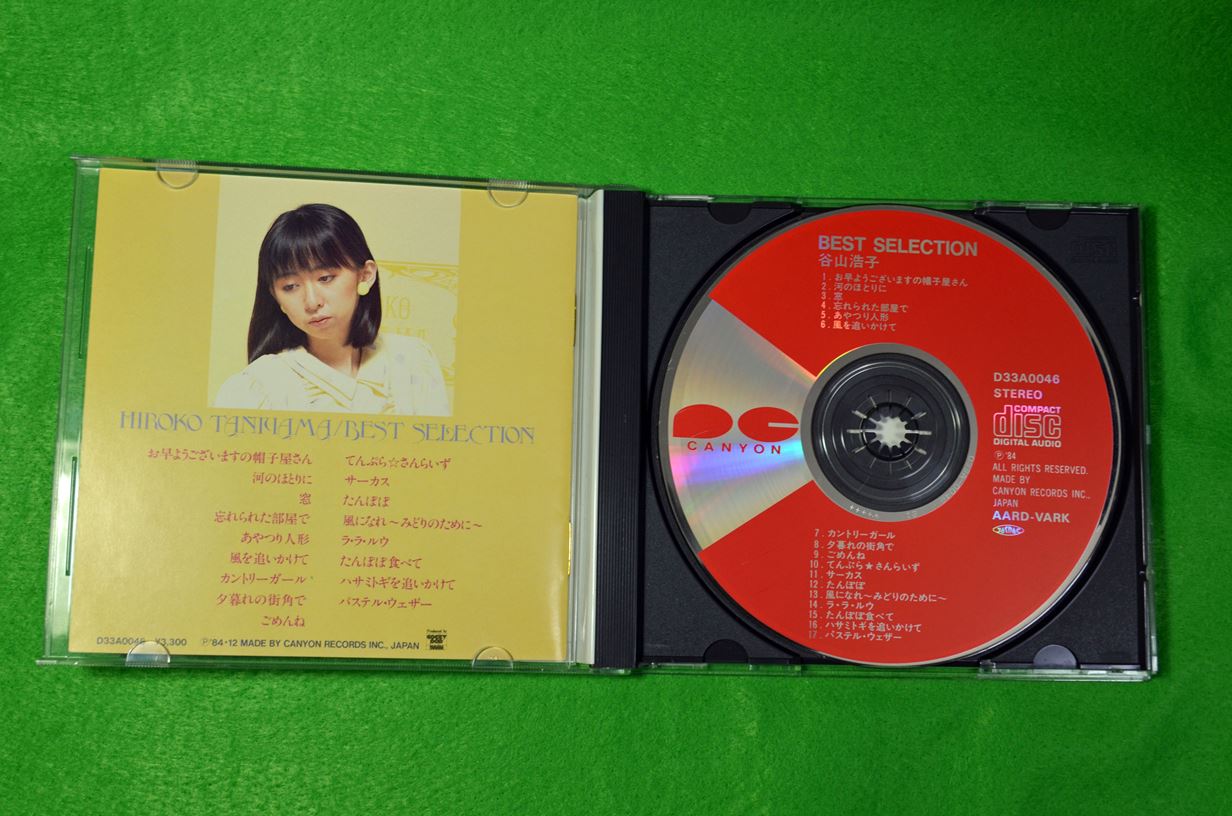 HIROKO TANIYAMA/BEST SELECTION
お早ようございますの帽子屋さん
河のほとりに
窓
忘れられた部屋で
あやつり人形
風を追いかけて
カントリーガール
夕暮れの街角で
ごめんね
てんぷら☆さんらいず
サーカス
たんぽぽ
風になれ〜みどりのために〜
ラ・ラ・ルウ
たんぽぽ食べて
ハサミトギを追いかけて
パステル・ウェザー
D33A0046 ¥3,300 Ⓟ'84・12 MADE BY CANYON RECORDS INC., JAPAN
Produced by
BEST SELECTION
谷山浩子
1. お早ようございますの帽子屋さん
2. 河のほとりに
3. 窓
4. 忘れられた部屋で
5. あやつり人形
6. 風を追いかけて
CANYON
D33A0046
STEREO
COMPACT
disc
DIGITAL AUDIO
Ⓟ'84
ALL RIGHTS RESERVED.
MADE BY
CANYON RECORDS INC.,
JAPAN
AARD-VARK
7. カントリーガール
8. 夕暮れの街角で
9. ごめんね
10. てんぷら★さんらいず
11. サーカス
12. たんぽぽ
13. 風になれ〜みどりのために〜
14. ラ・ラ・ルウ
15. たんぽぽ食べて
16. ハサミトギを追いかけて
17. パステル・ウェザー